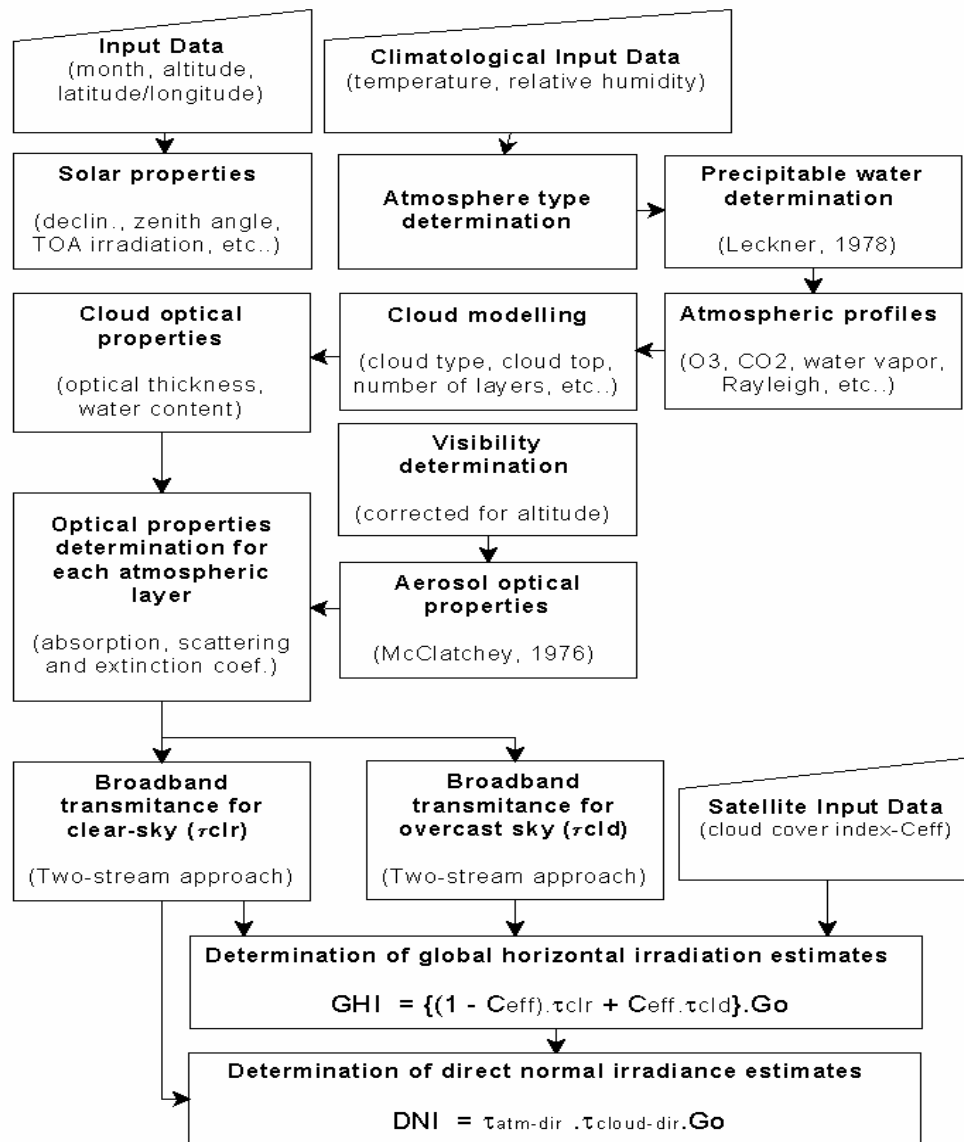 Input Data
(month, altitude,
latitude/longitude)
Climatological Input Data
(temperature, relative humidity)
Solar properties
(declin., zenith angle,
TOA irradiation, etc..)
Atmosphere type
determination
Precipitable water
determination
(Leckner, 1978)
Cloud optical
properties
(optical thickness,
water content)
Cloud modelling
(cloud type, cloud top,
number of layers, etc..)
Atmospheric profiles
(O3, CO2, water vapor,
Rayleigh, etc..)
Visibility
determination
(corrected for altitude)
Optical properties
determination for
each atmospheric
layer
(absorption, scattering
and extinction coef.)
Aerosol optical
properties
(McClatchey, 1976)
Broadband
transmitance for
clear-sky (τclr)
(Two-stream approach)
Broadband
transmitance for
overcast sky (τcld)
(Two-stream approach)
Satellite Input Data
(cloud cover index-Ceff)
Determination of global horizontal irradiation estimates
GHI = {(1 - Ceff).τclr + Ceff.τcld}.Go
Determination of direct normal irradiance estimates
DNI = τatm-dir .τcloud-dir.Go